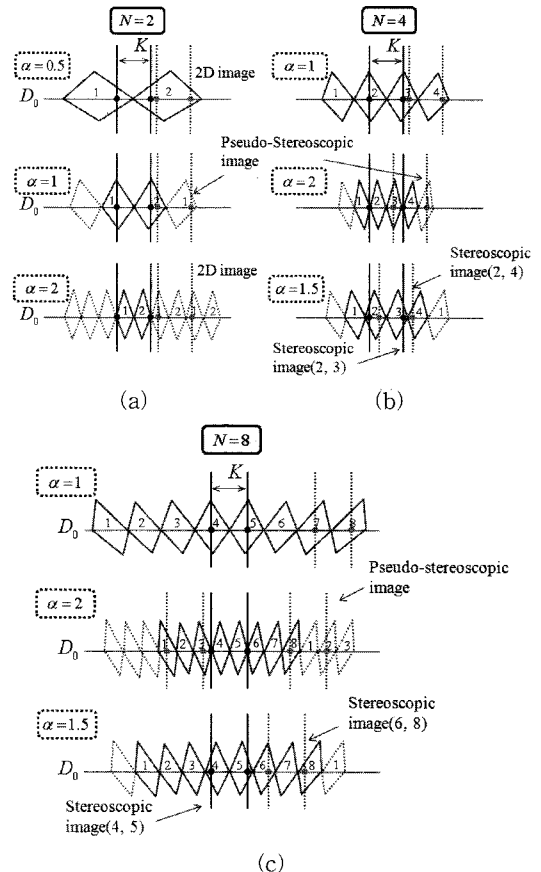 N=2
K
α=0.5
2D image
D₀
1 2
α=1
Pseudo-Stereoscopic
image
D₀
1 2 1
α=2
2D image
D₀
1 2 1 2 1 2
(a)
N=4
K
α=1
1 2 3 4
α=2
1 2 3 4 1
Stereoscopic
image(2, 4)
α=1.5
1 2 3 4 1
Stereoscopic
image(2, 3)
(b)
N=8
K
α=1
D₀
1 2 3 4 5 6 7 8
Pseudo-stereoscopic
image
α=2
D₀
1 2 3 4 5 6 7 8 1 2 3
Stereoscopic
image(6, 8)
α=1.5
D₀
1 2 3 4 5 6 7 8 1
Stereoscopic
image(4, 5)
(c)